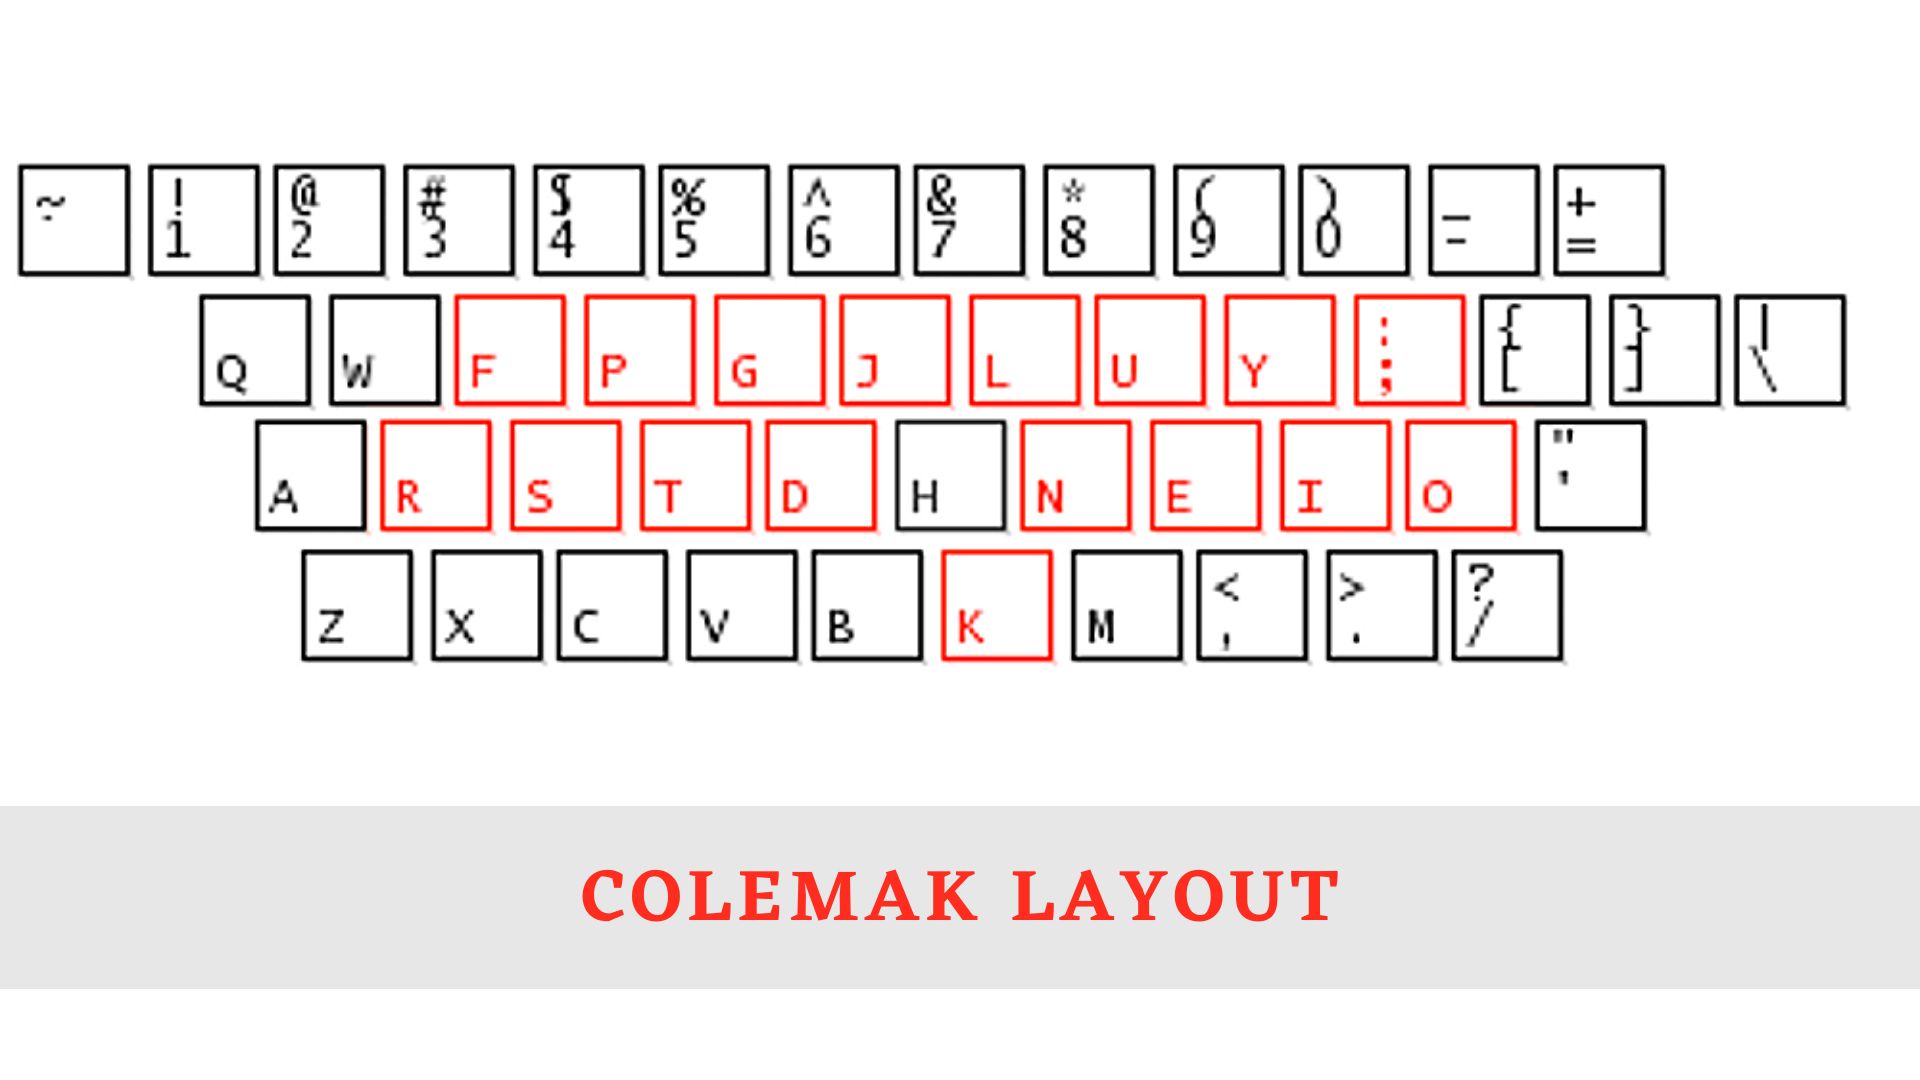 ~ ! @ # $ % ^ & * ( ) _ +
` 1 2 3 4 5 6 7 8 9 0 - =
: { } |
Q W F P G J L U Y ; [ ] \
"
A R S T D H N E I O '
< > ?
Z X C V B K M , . /
COLEMAK LAYOUT